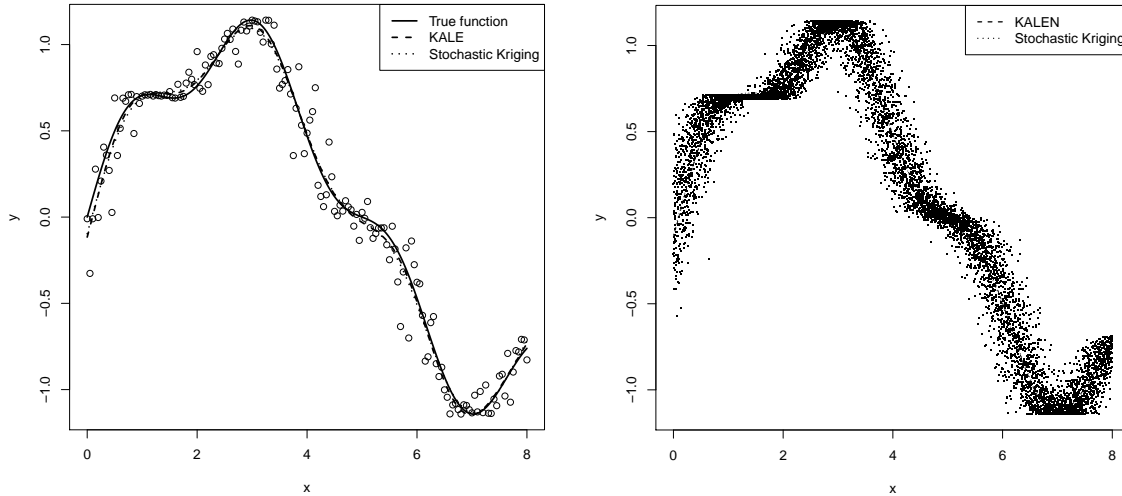 True function
KALE
Stochastic Kriging
1.0
0.5
0.0
−0.5
−1.0
y
0 2 4 6 8
x
KALEN
Stochastic Kriging
1.0
0.5
0.0
−0.5
−1.0
y
0 2 4 6 8
x